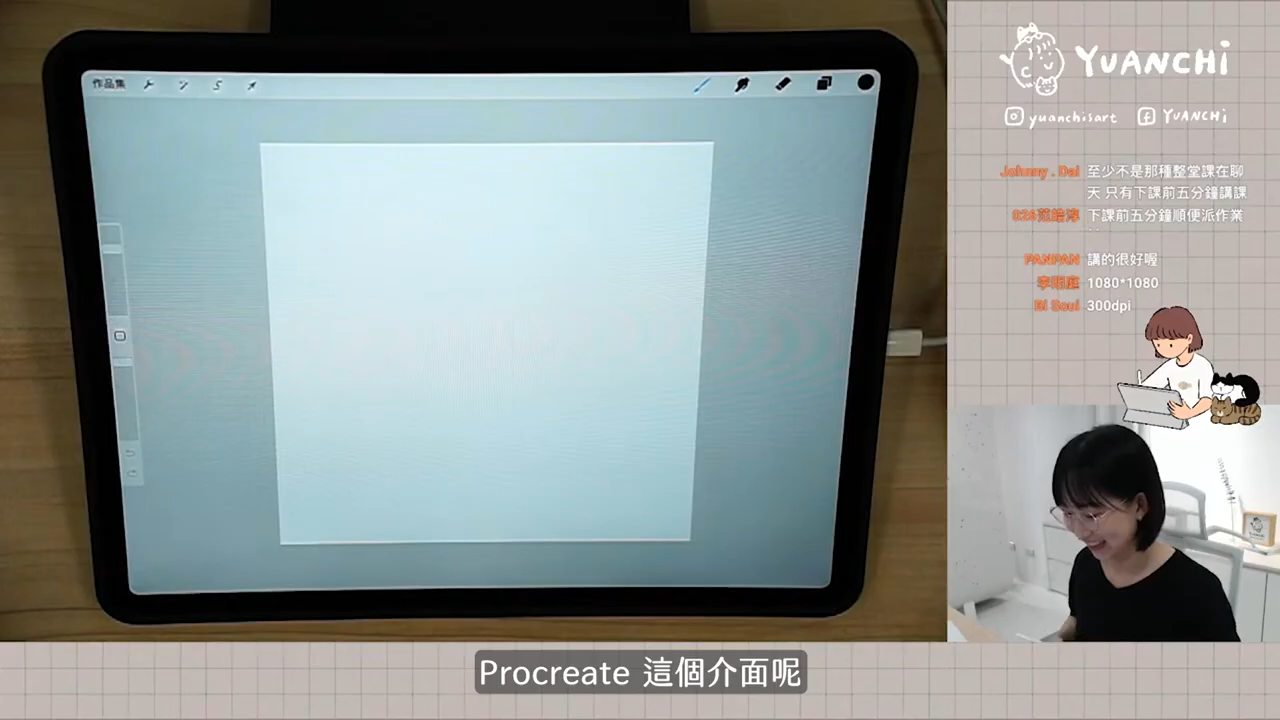 作品集
YUANCHi
yuanchisart
YUANCHi
Johnny . Dai 至少不是那種整堂課在聊
天 只有下課前五分鐘講課
下課前五分鐘順便派作業
PANPAN 講的很好喔
1080*1080
Bi Soul 300dpi
Procreate 這個介面呢